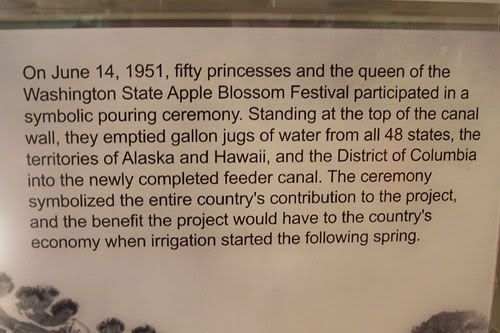 On June 14, 1951, fifty princesses and the queen of the
Washington State Apple Blossom Festival participated in a
symbolic pouring ceremony. Standing at the top of the canal
wall, they emptied gallon jugs of water from all 48 states, the
territories of Alaska and Hawaii, and the District of Columbia
into the newly completed feeder canal. The ceremony
symbolized the entire country's contribution to the project,
and the benefit the project would have to the country's
economy when irrigation started the following spring.